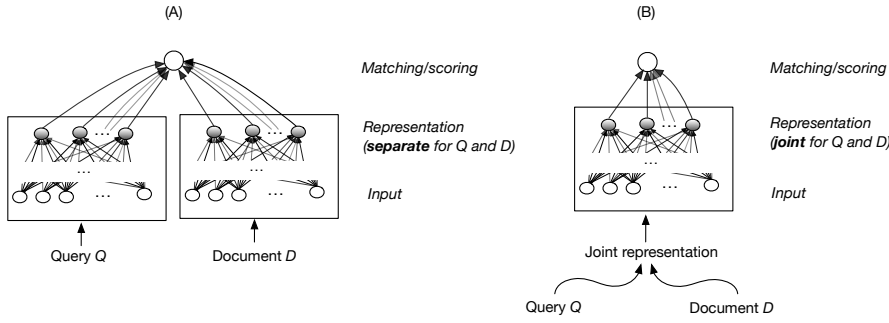 (A)
Matching/scoring
...
...
Representation
(separate for Q and D)
...
...
...
...
Input
Query Q
Document D
(B)
Matching/scoring
...
Representation
(joint for Q and D)
...
...
Input
Joint representation
Query Q
Document D